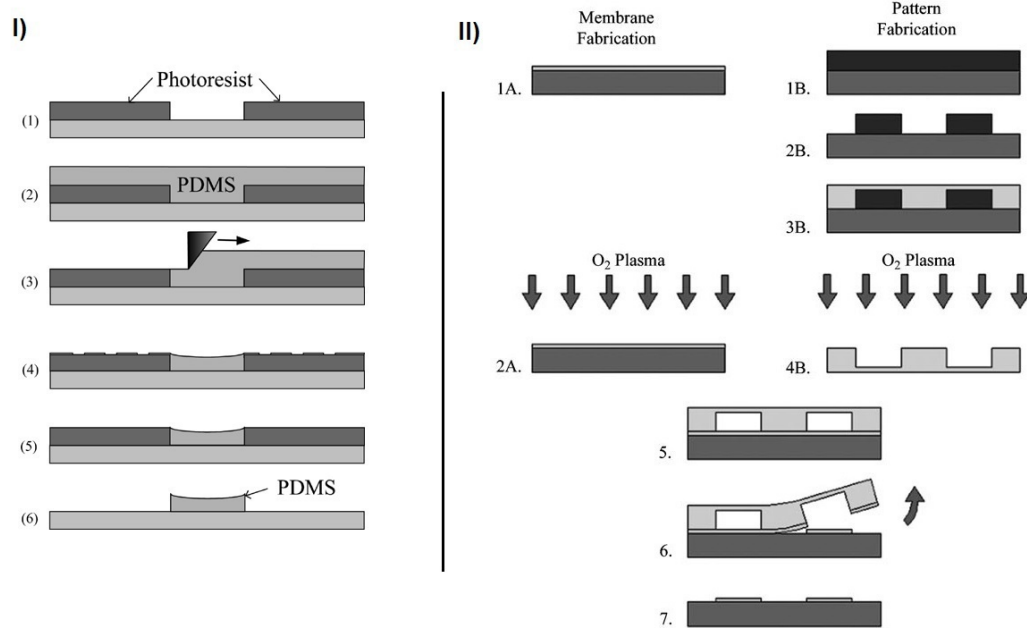 I)
Photoresist
(1)
(2)
PDMS
(3)
(4)
(5)
PDMS
(6)
II)
Membrane
Fabrication
Pattern
Fabrication
1A.
1B.
2B.
3B.
O₂ Plasma
O₂ Plasma
2A.
4B.
5.
6.
7.